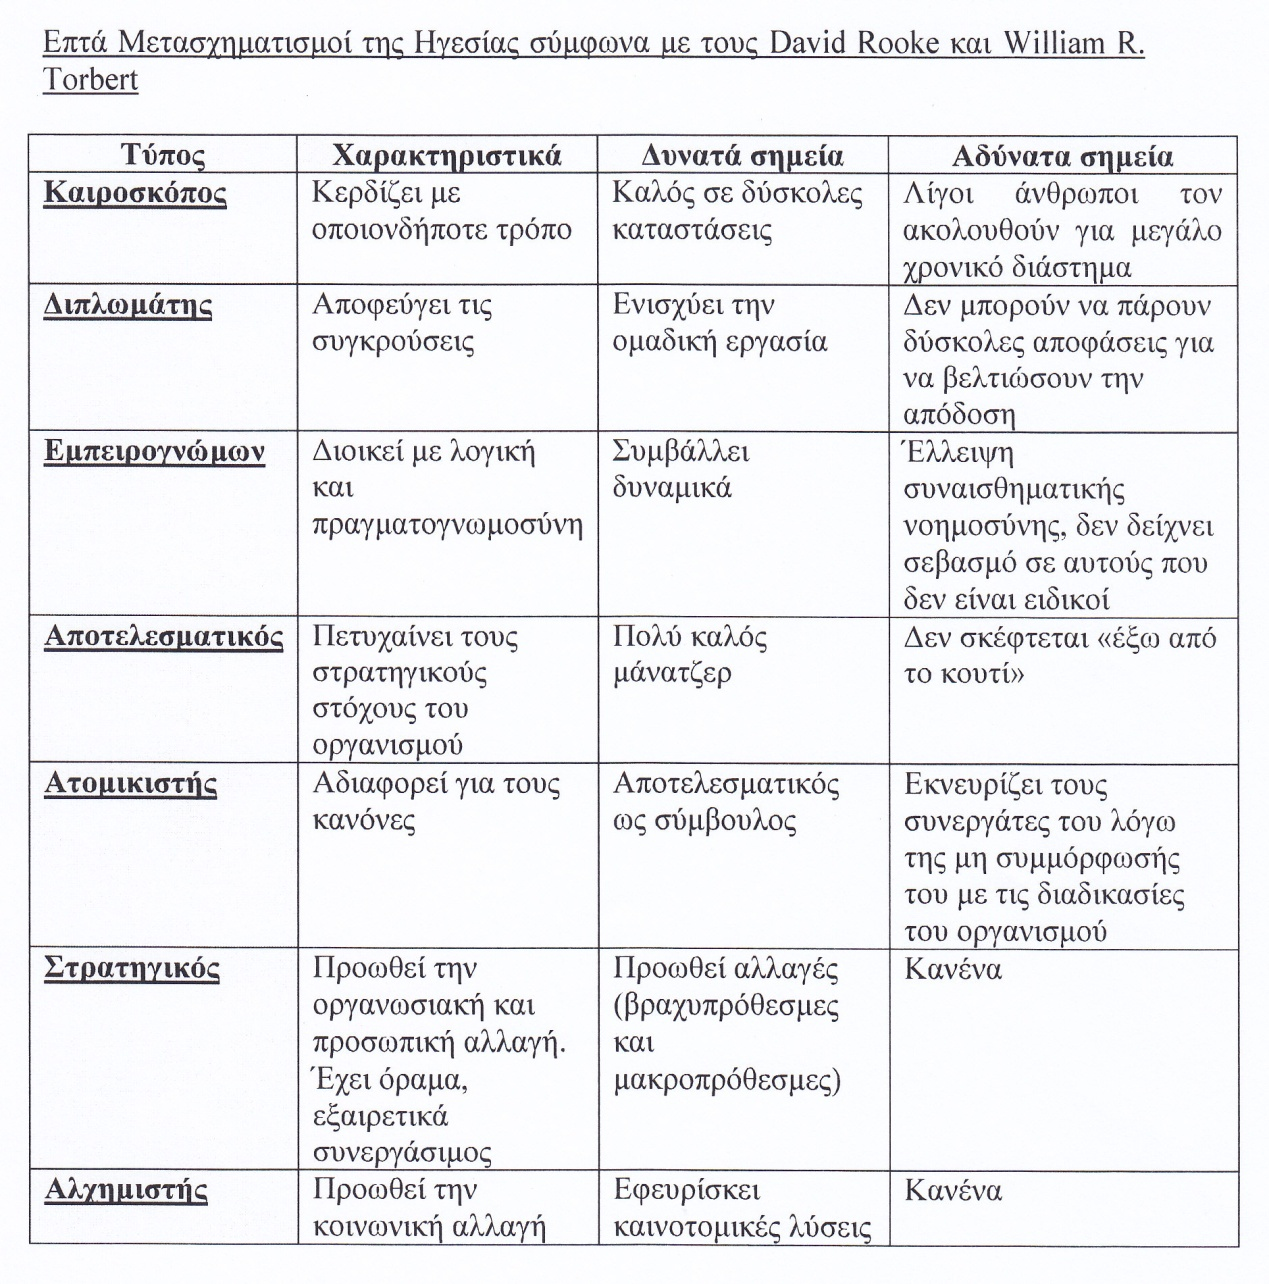 Επτά Μετασχηματισμοί της Ηγεσίας σύμφωνα με τους David Rooke και William R.
Torbert
Τύπος Χαρακτηριστικά Δυνατά σημεία Αδύνατα σημεία
Καιροσκόπος Κερδίζει με Καλός σε δύσκολες Λίγοι άνθρωποι τον
οποιονδήποτε τρόπο καταστάσεις ακολουθούν για μεγάλο
χρονικό διάστημα
Διπλωμάτης Αποφεύγει τις Ενισχύει την Δεν μπορούν να πάρουν
συγκρούσεις ομαδική εργασία δύσκολες αποφάσεις για
να βελτιώσουν την
απόδοση
Εμπειρογνώμων Διοικεί με λογική Συμβάλλει Έλλειψη
και δυναμικά συναισθηματικής
πραγματογνωμοσύνη νοημοσύνης, δεν δείχνει
σεβασμό σε αυτούς που
δεν είναι ειδικοί
Αποτελεσματικός Πετυχαίνει τους Πολύ καλός Δεν σκέφτεται «έξω από
στρατηγικούς μάνατζερ το κουτί»
στόχους του
οργανισμού
Ατομικιστής Αδιαφορεί για τους Αποτελεσματικός Εκνευρίζει τους
κανόνες ως σύμβουλος συνεργάτες του λόγω
της μη συμμόρφωσής
του με τις διαδικασίες
του οργανισμού
Στρατηγικός Προωθεί την Προωθεί αλλαγές Κανένα
οργανωσιακή και (βραχυπρόθεσμες
προσωπική αλλαγή. και
Έχει όραμα, μακροπρόθεσμες)
εξαιρετικά
συνεργάσιμος
Αλχημιστής Προωθεί την Εφευρίσκει Κανένα
κοινωνική αλλαγή καινοτομικές λύσεις